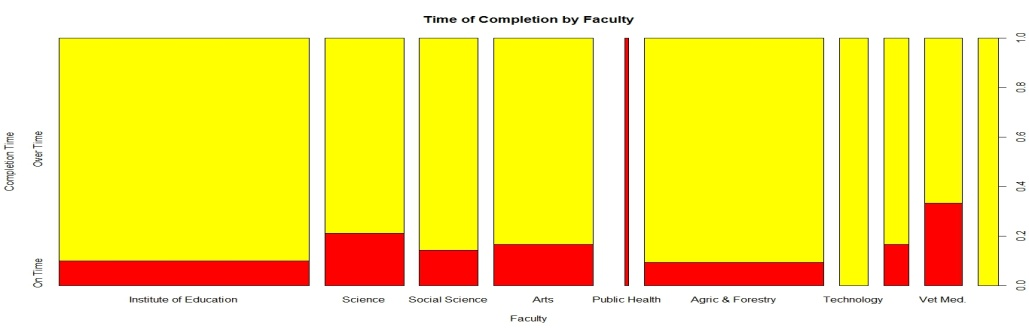 Time of Completion by Faculty
Completion Time
Over Time
On Time
1.0
0.8
0.6
0.4
0.2
0.0
Institute of Education Science Social Science Arts Public Health Agric & Forestry Technology Vet Med.
Faculty